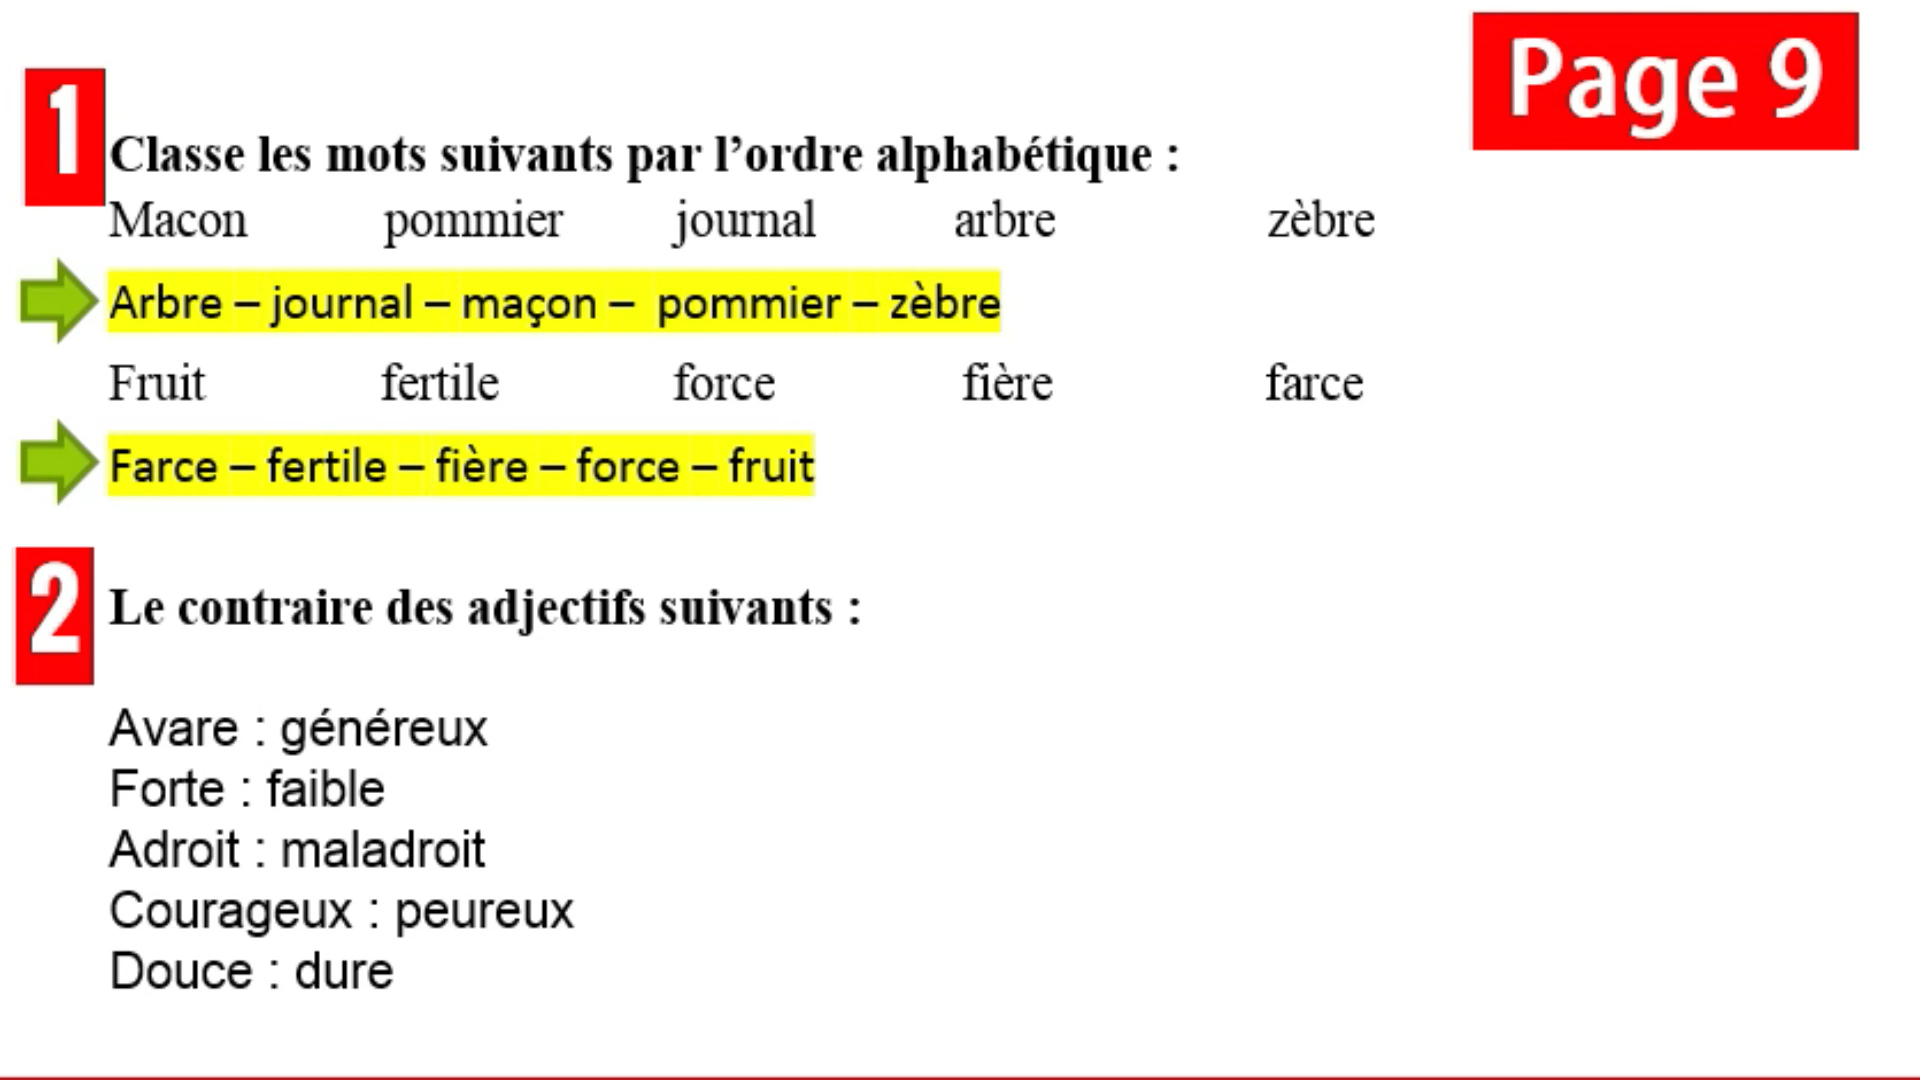 Page 9
1
Classe les mots suivants par l’ordre alphabétique :
Macon pommier journal arbre zèbre
Arbre – journal – maçon – pommier – zèbre
Fruit fertile force fière farce
Farce – fertile – fière – force – fruit
2
Le contraire des adjectifs suivants :
Avare : généreux
Forte : faible
Adroit : maladroit
Courageux : peureux
Douce : dure